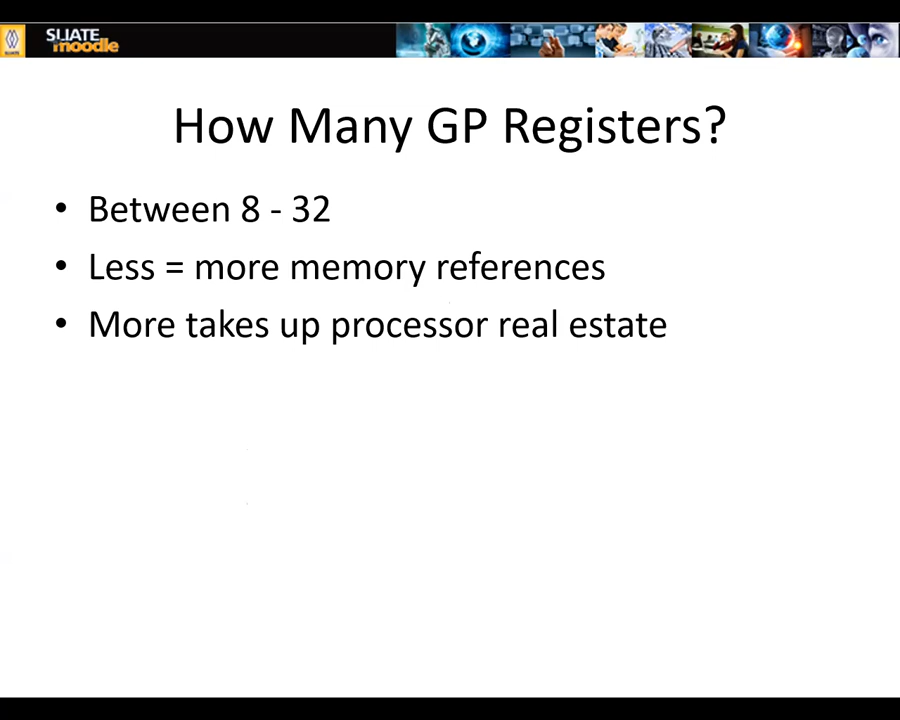 SLIATE
moodle
How Many GP Registers?
• Between 8 - 32
• Less = more memory references
• More takes up processor real estate